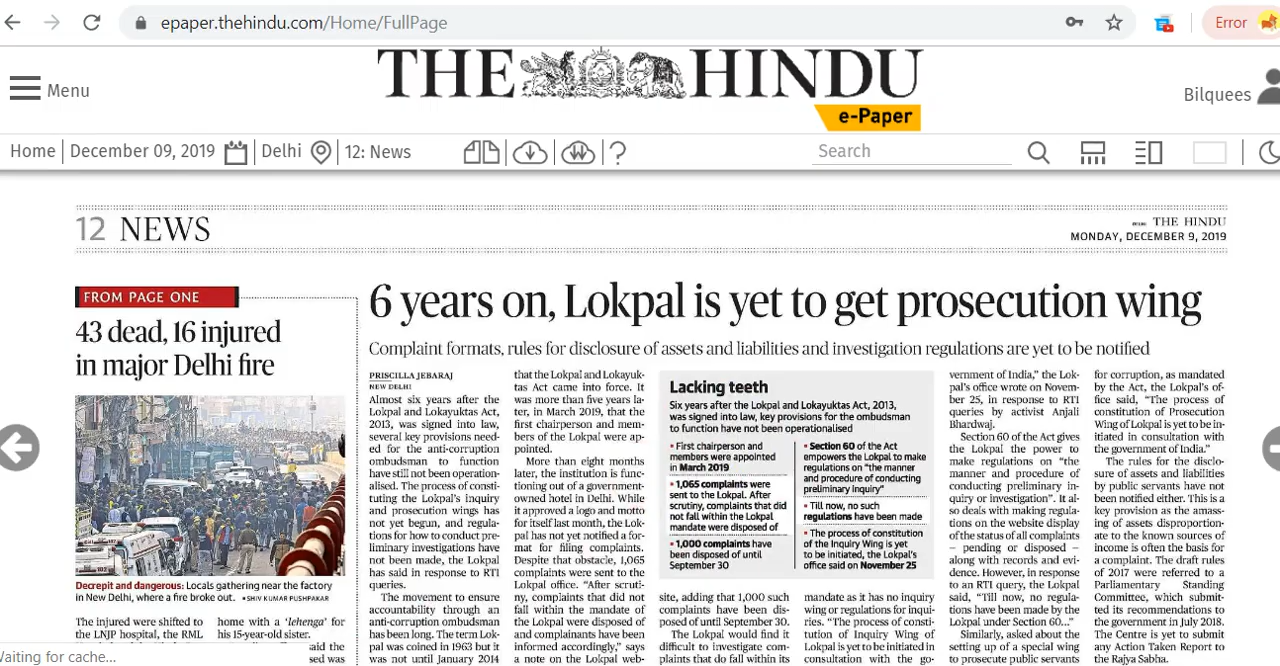 epaper.thehindu.com/Home/FullPage
Error
Menu
THE HINDU
e-Paper
Bilquees
Home
December 09, 2019
Delhi
12: News
?
Search
12 NEWS
THE HINDU
MONDAY, DECEMBER 9, 2019
FROM PAGE ONE
43 dead, 16 injured
in major Delhi fire
Decrepit and dangerous: Locals gathering near the factory
in New Delhi, where a fire broke out. • SHIV KUMAR PUSHPAKAR
The injured were shifted to
the LNJP hospital, the RML
home with a 'lehenga' for
his 15-year-old sister.
said the
sed was
6 years on, Lokpal is yet to get prosecution wing
Complaint formats, rules for disclosure of assets and liabilities and investigation regulations are yet to be notified
PRISCILLA JEBARAJ
NEW DELHI
Almost six years after the
Lokpal and Lokayuktas Act,
2013, was signed into law,
several key provisions need-
ed for the anti-corruption
ombudsman to function
have still not been operation-
alised. The process of consti-
tuting the Lokpal's inquiry
and prosecution wings has
not yet begun, and regula-
tions for how to conduct pre-
liminary investigations have
not been made, the Lokpal
has said in response to RTI
queries.
The movement to ensure
accountability through an
anti-corruption ombudsman
has been long. The term Lok-
pal was coined in 1963 but it
was not until January 2014
that the Lokpal and Lokayuk-
tas Act came into force. It
was more than five years la-
ter, in March 2019, that the
first chairperson and mem-
bers of the Lokpal were ap-
pointed.
More than eight months
later, the institution is func-
tioning out of a government-
owned hotel in Delhi. While
it approved a logo and motto
for itself last month, the Lok-
pal has not yet notified a for-
mat for filing complaints.
Despite that obstacle, 1,065
complaints were sent to the
Lokpal office. "After scruti-
ny, complaints that did not
fall within the mandate of
the Lokpal were disposed of
and complainants have been
informed accordingly," says
a note on the Lokpal web-
Lacking teeth
Six years after the Lokpal and Lokayuktas Act, 2013,
was signed into law, key provisions for the ombudsman
to function have not been operationalised
• First chairperson and
members were appointed
in March 2019
• 1,065 complaints were
sent to the Lokpal. After
scrutiny, complaints that did
not fall within the Lokpal
mandate were disposed of
• 1,000 complaints have
been disposed of until
September 30
• Section 60 of the Act
empowers the Lokpal to make
regulations on "the manner
and procedure of conducting
preliminary inquiry"
• Till now, no such
regulations have been made
• The process of constitution
of the Inquiry Wing is yet
to be initiated, the Lokpal's
office said on November 25
site, adding that 1,000 such
complaints have been dis-
posed of until September 30.
The Lokpal would find it
difficult to investigate com-
plaints that do fall within its
mandate as it has no inquiry
wing or regulations for inqui-
ries. "The process of consti-
tution of Inquiry Wing of
Lokpal is yet to be initiated in
consultation with the go-
vernment of India," the Lok-
pal's office wrote on Novem-
ber 25, in response to RTI
queries by activist Anjali
Bhardwaj.
Section 60 of the Act gives
the Lokpal the power to
make regulations on "the
manner and procedure of
conducting preliminary in-
quiry or investigation". It al-
so deals with making regula-
tions on the website display
of the status of all complaints
– pending or disposed –
along with records and evi-
dence. However, in response
to an RTI query, the Lokpal
said, "Till now, no regula-
tions have been made by the
Lokpal under Section 60..."
Similarly, asked about the
setting up of a special wing
to prosecute public servants
for corruption, as mandated
by the Act, the Lokpal's of-
fice said, "The process of
constitution of Prosecution
Wing of Lokpal is yet to be in-
itiated in consultation with
the government of India."
The rules for the disclo-
sure of assets and liabilities
by public servants have not
been notified either. This is a
key provision as the amass-
ing of assets disproportion-
ate to the known sources of
income is often the basis for
a complaint. The draft rules
of 2017 were referred to a
Parliamentary Standing
Committee, which submit-
ted its recommendations to
the government in July 2018.
The Centre is yet to submit
any Action Taken Report to
the Rajya Sabha.
Waiting for cache...